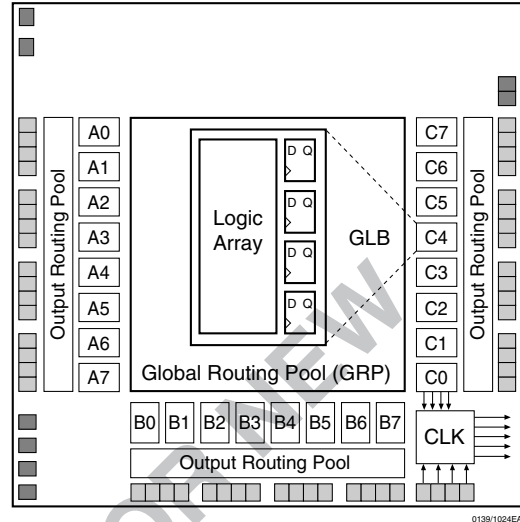 A0
A1
A2
A3
A4
A5
A6
A7
Output Routing Pool
Logic
Array
D Q
D Q
D Q
D Q
GLB
Global Routing Pool (GRP)
C7
C6
C5
C4
C3
C2
C1
C0
Output Routing Pool
B0 B1 B2 B3 B4 B5 B6 B7
Output Routing Pool
CLK
OR NEW
0139/1024EA